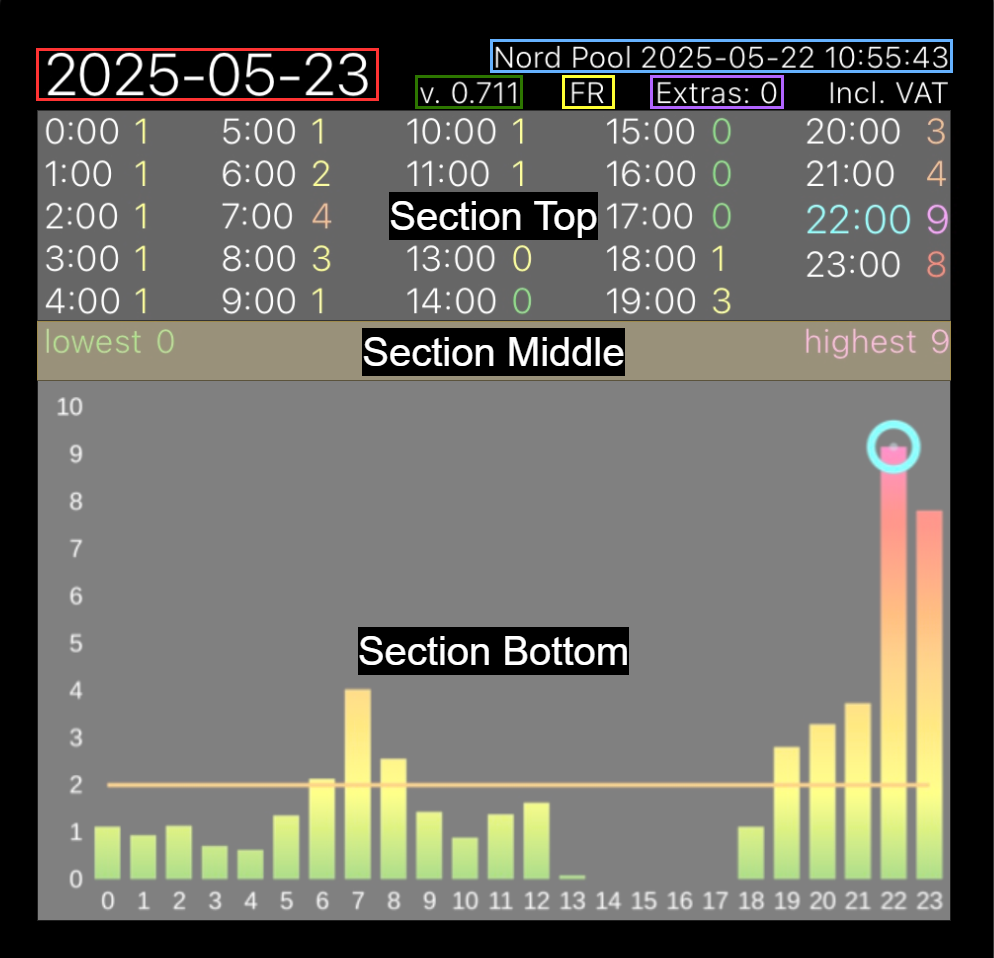 Nord Pool 2025-05-22 10:55:43
2025-05-23
v. 0.711 FR Extras: 0 Incl. VAT
0:00 1 5:00 1 10:00 1 15:00 0 20:00 3
1:00 1 6:00 2 11:00 1 16:00 0 21:00 4
2:00 1 7:00 4 Section Top 17:00 0 22:00 9
3:00 1 8:00 3 13:00 0 18:00 1 23:00 8
4:00 1 9:00 1 14:00 0 19:00 3
lowest 0 Section Middle highest 9
10
9
8
7
6
5
Section Bottom
4
3
2
1
0
0 1 2 3 4 5 6 7 8 9 10 11 12 13 14 15 16 17 18 19 20 21 22 23